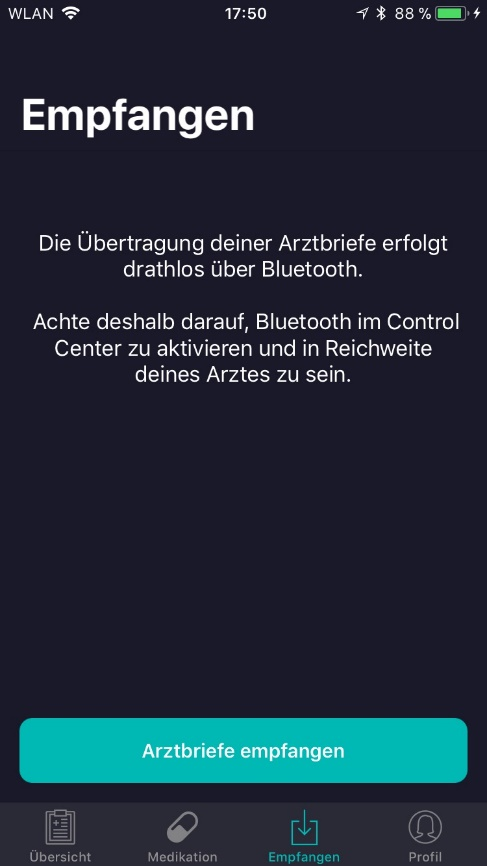 WLAN 17:50 88 %
Empfangen
Die Übertragung deiner Arztbriefe erfolgt
drathlos über Bluetooth.
Achte deshalb darauf, Bluetooth im Control
Center zu aktivieren und in Reichweite
deines Arztes zu sein.
Arztbriefe empfangen
Übersicht Medikation Empfangen Profil